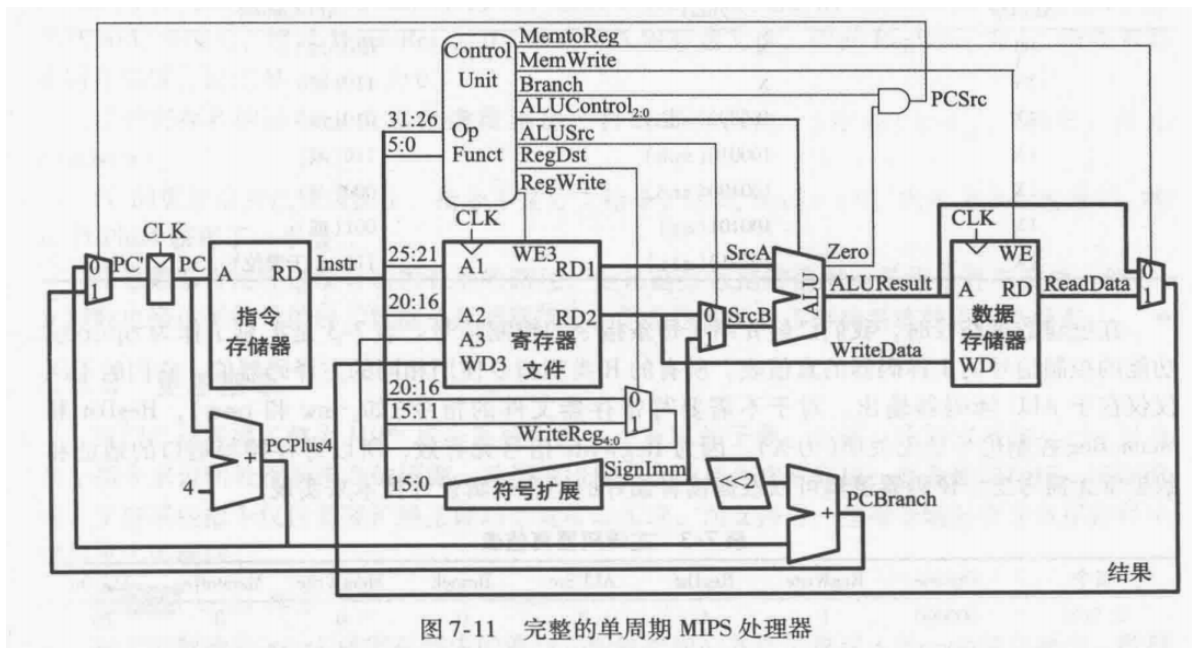 MemtoReg
Control
MemWrite
Unit
Branch
ALUControl2:0
PCSrc
31:26
Op
ALUSrc
5:0
Funct
RegDst
RegWrite
CLK
CLK
CLK
0
1
PC'
PC
A
RD
Instr
25:21
A1
WE3
RD1
SrcA
Zero
WE
0
1
指令
存储器
20:16
A2
RD2
0
1
SrcB
ALU
ALUResult
A
RD
ReadData
数据
存储器
A3
寄存器
WD3
文件
WriteData
WD
20:16
0
15:11
1
WriteReg4:0
PCPlus4
+
4
SignImm
<<2
15:0
符号扩展
+
PCBranch
结果
图 7-11 完整的单周期 MIPS 处理器